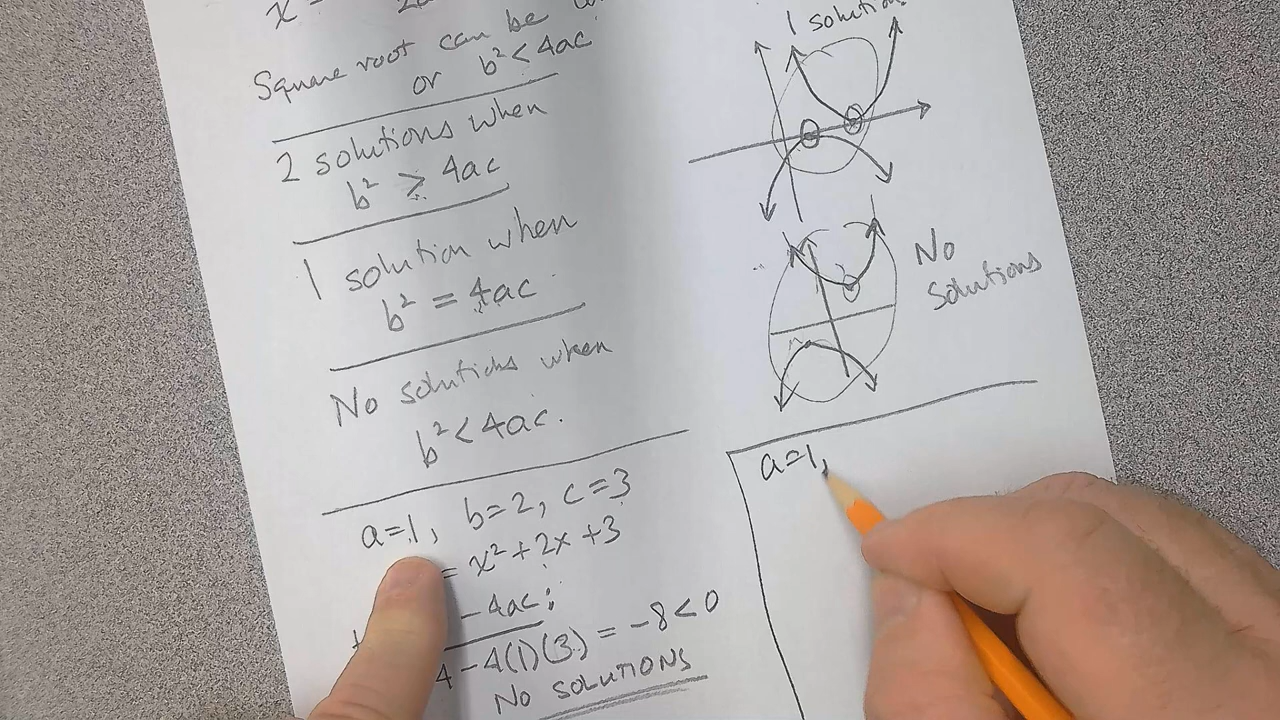 x =
Square root can be
or b² < 4ac
2 solutions when
b² ≥ 4ac
1 solution when
b² = 4ac
No solutions when
b² < 4ac.
a=1, b=2, c=3
= x² + 2x + 3
- 4ac:
4 - 4(1)(3) = -8 < 0
NO SOLUTIONS
1 solution
No
Solutions
a=1,